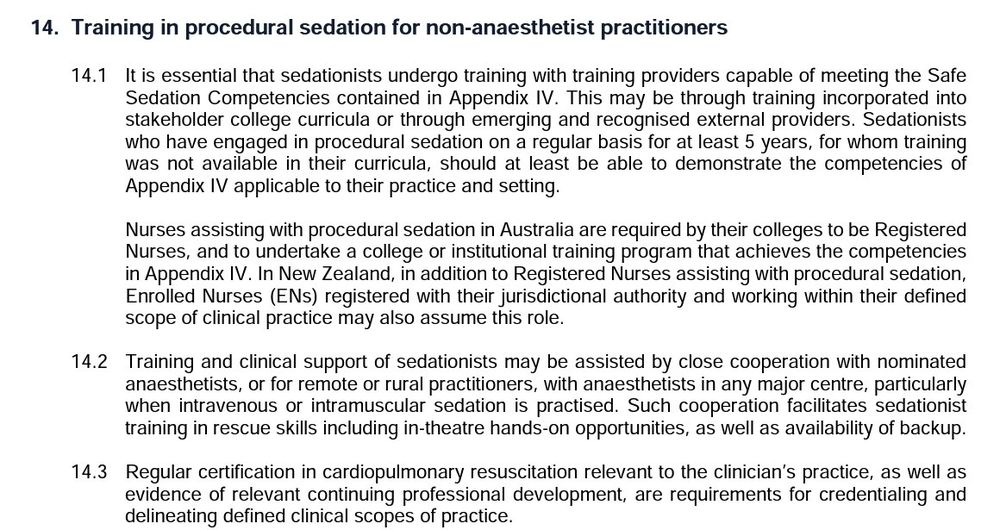 14. Training in procedural sedation for non-anaesthetist practitioners
14.1 It is essential that sedationists undergo training with training providers capable of meeting the Safe
Sedation Competencies contained in Appendix IV. This may be through training incorporated into
stakeholder college curricula or through emerging and recognised external providers. Sedationists
who have engaged in procedural sedation on a regular basis for at least 5 years, for whom training
was not available in their curricula, should at least be able to demonstrate the competencies of
Appendix IV applicable to their practice and setting.
Nurses assisting with procedural sedation in Australia are required by their colleges to be Registered
Nurses, and to undertake a college or institutional training program that achieves the competencies
in Appendix IV. In New Zealand, in addition to Registered Nurses assisting with procedural sedation,
Enrolled Nurses (ENs) registered with their jurisdictional authority and working within their defined
scope of clinical practice may also assume this role.
14.2 Training and clinical support of sedationists may be assisted by close cooperation with nominated
anaesthetists, or for remote or rural practitioners, with anaesthetists in any major centre, particularly
when intravenous or intramuscular sedation is practised. Such cooperation facilitates sedationist
training in rescue skills including in-theatre hands-on opportunities, as well as availability of backup.
14.3 Regular certification in cardiopulmonary resuscitation relevant to the clinician's practice, as well as
evidence of relevant continuing professional development, are requirements for credentialing and
delineating defined clinical scopes of practice.